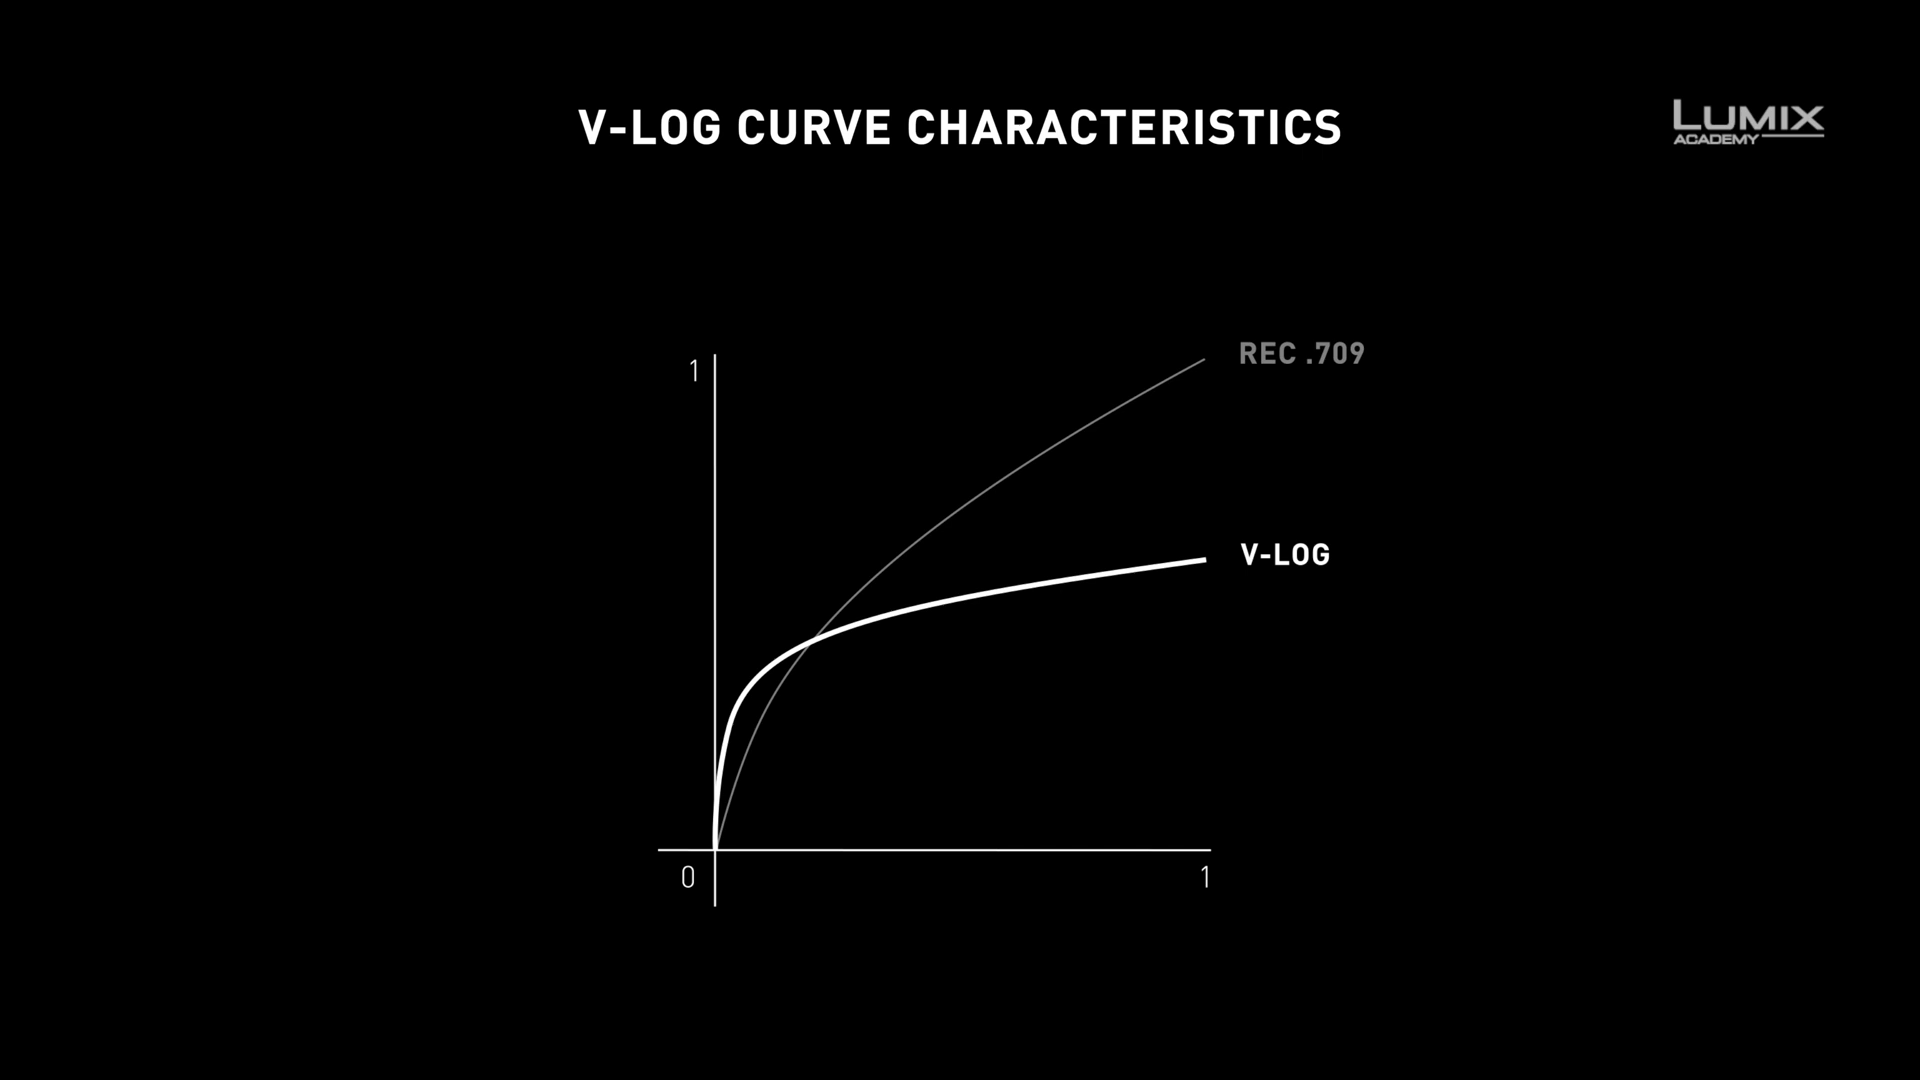 V-LOG CURVE CHARACTERISTICS
LUMIX
ACADEMY
REC .709
1
V-LOG
0
1